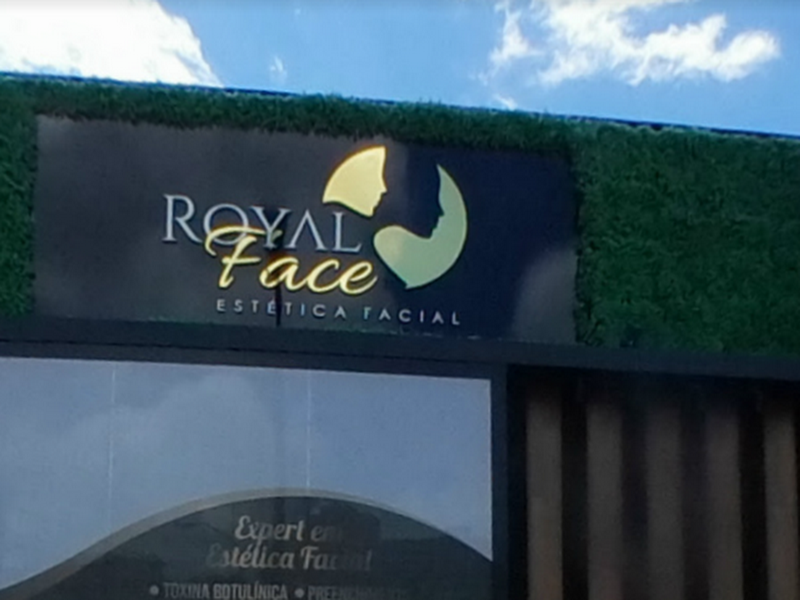 ROYAL
Face
ESTÉTICA FACIAL
Expert em
Estética Facial
• TOXINA BOTULÍNICA •